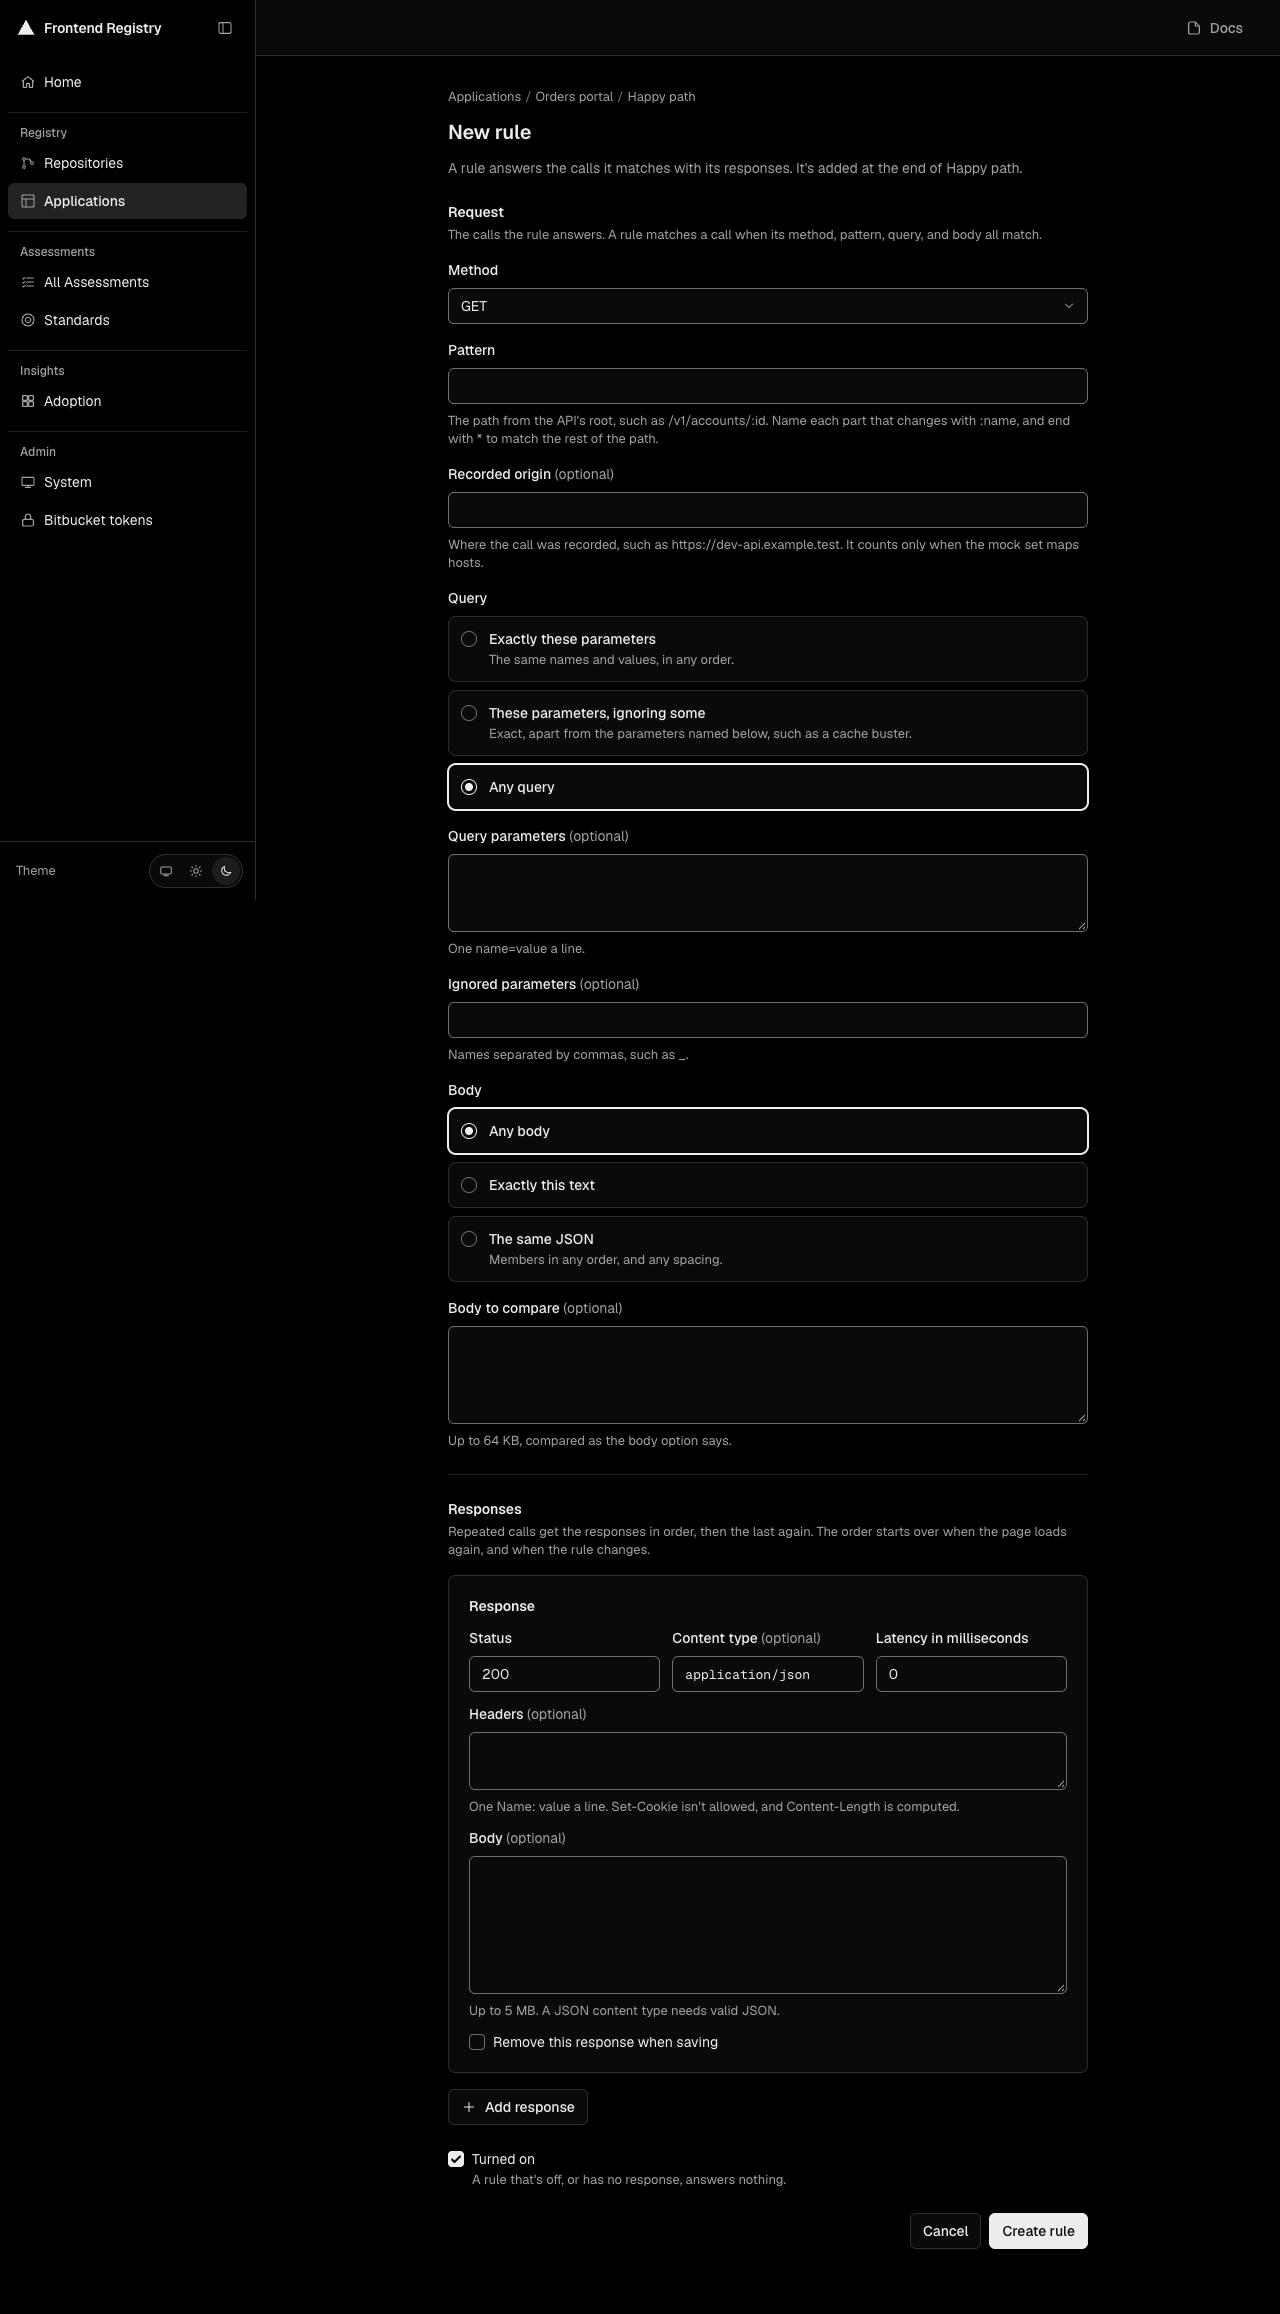 Frontend Registry
Docs
Home
Registry
Repositories
Applications
Assessments
All Assessments
Standards
Insights
Adoption
Admin
System
Bitbucket tokens
Theme
Applications / Orders portal / Happy path
New rule
A rule answers the calls it matches with its responses. It's added at the end of Happy path.
Request
The calls the rule answers. A rule matches a call when its method, pattern, query, and body all match.
Method
GET
Pattern
The path from the API's root, such as /v1/accounts/:id. Name each part that changes with :name, and end
with * to match the rest of the path.
Recorded origin (optional)
Where the call was recorded, such as https://dev-api.example.test. It counts only when the mock set maps
hosts.
Query
Exactly these parameters
The same names and values, in any order.
These parameters, ignoring some
Exact, apart from the parameters named below, such as a cache buster.
Any query
Query parameters (optional)
One name=value a line.
Ignored parameters (optional)
Names separated by commas, such as _.
Body
Any body
Exactly this text
The same JSON
Members in any order, and any spacing.
Body to compare (optional)
Up to 64 KB, compared as the body option says.
Responses
Repeated calls get the responses in order, then the last again. The order starts over when the page loads
again, and when the rule changes.
Response
Status
Content type (optional)
Latency in milliseconds
200
application/json
0
Headers (optional)
One Name: value a line. Set-Cookie isn't allowed, and Content-Length is computed.
Body (optional)
Up to 5 MB. A JSON content type needs valid JSON.
Remove this response when saving
Add response
Turned on
A rule that's off, or has no response, answers nothing.
Cancel
Create rule